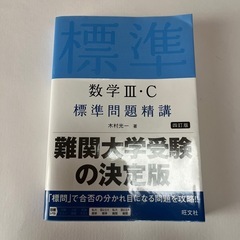 標準
数学Ⅲ・C
標準問題精講
木村光一 著
四訂版
難関大学受験
の決定版
「標問」で合否の分かれ目になる問題を攻略!!
旺文社